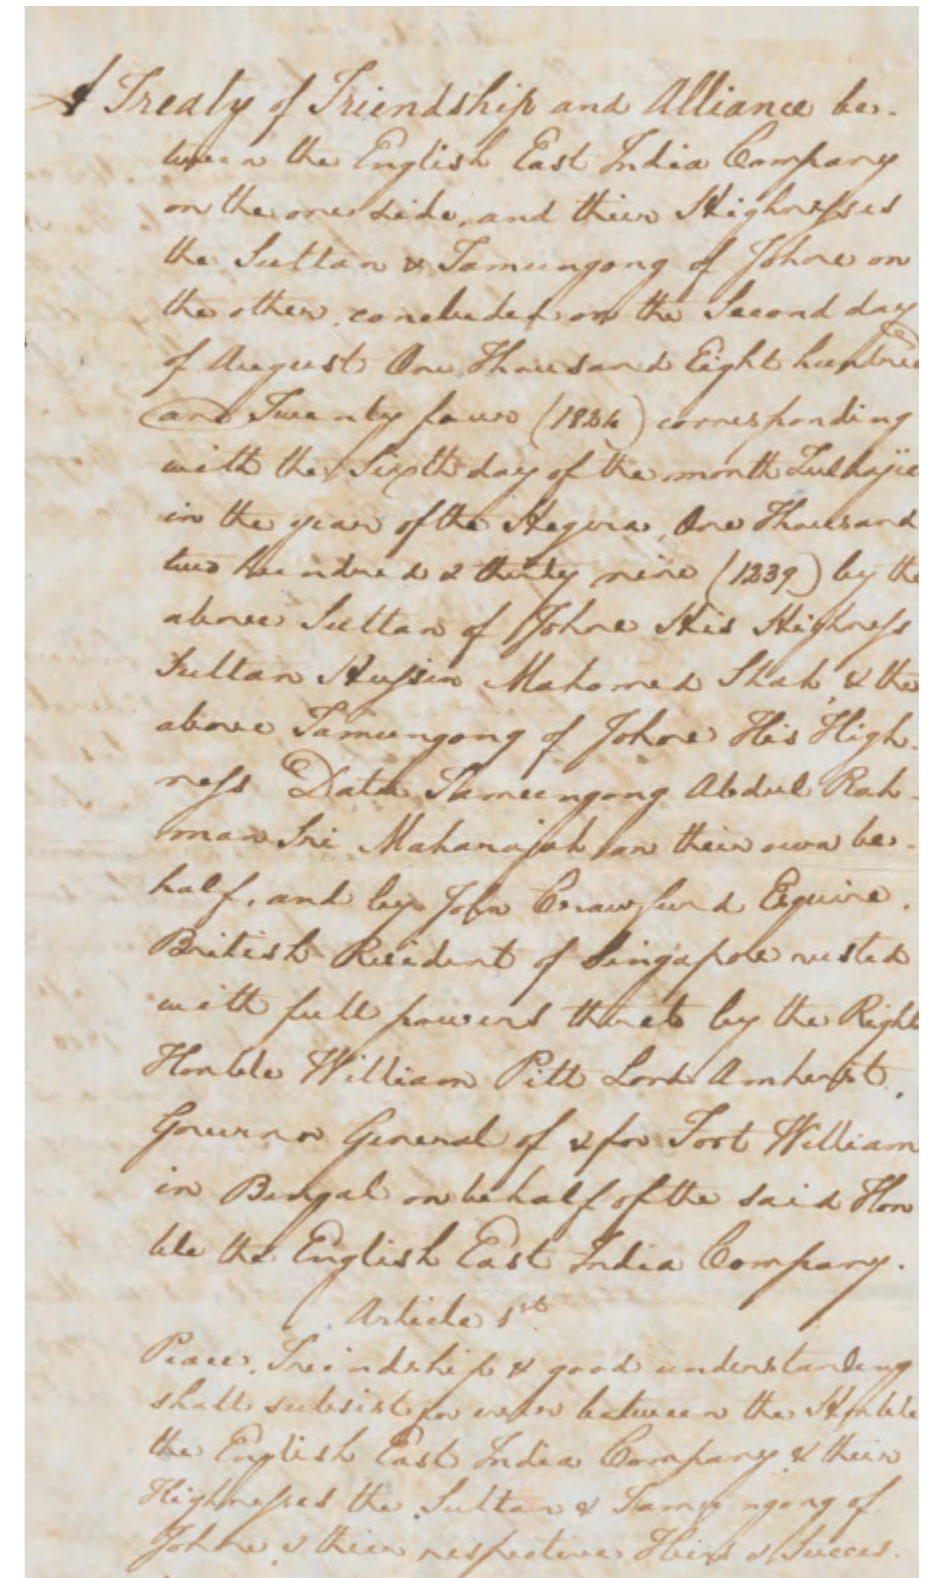 A Treaty of Friendship and Alliance be-
tween the English East India Company
on the one side, and their Highnesses
the Sultan & Tamungong of Johore on
the other, concluded on the Second day
of August One Thousand Eight hundred
and Twenty four (1824) corresponding
with the Sixth day of the month Zulhajie
in the year of the Hegira, One Thousand
two hundred & thirty nine (1239) by the
above Sultan of Johore His Highness
Sultan Hussin Mahomed Shah, & the
above Tamungong of Johore His High-
ness Datu Tamungong Abdul Rah-
man Sri Maharajah on their own be-
half, and by John Crawfurd Esquire,
British Resident of Singapore vested
with full powers thereto by the Right
Honble William Pitt Lord Amherst,
Governor General of & for Fort William
in Bengal on behalf of the said Hon
ble the English East India Company.
Article 1st
Peace, Friendship & good understanding
shall subsist for ever between the Honble
the English East India Company & their
Highnesses the Sultan & Tamungong of
Johore & their respective Heirs & Succes-